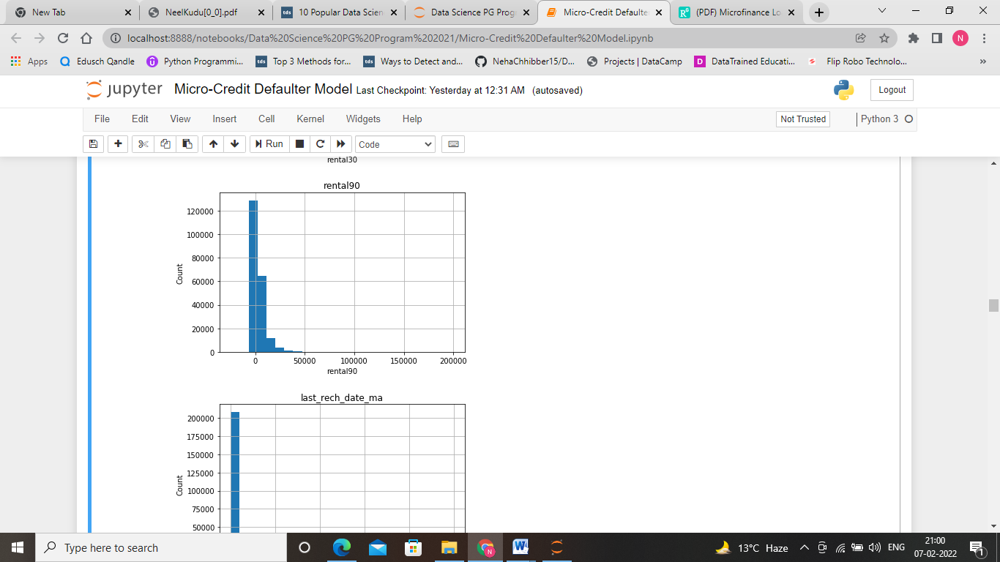 New Tab
NeelKudu[0_0].pdf
tds 10 Popular Data Scien
Data Science PG Prog
Micro-Credit Defaulte
R⁶ (PDF) Microfinance Lo
localhost:8888/notebooks/Data%20Science%20PG%20Program%202021/Micro-Credit%20Defaulter%20Model.ipynb
N
Apps
Edusch Qandle
Python Programmi...
tds Top 3 Methods for...
tds Ways to Detect and...
NehaChhibber15/D...
Projects | DataCamp
D DataTrained Educati...
Flip Robo Technolo...
»
jupyter Micro-Credit Defaulter Model Last Checkpoint: Yesterday at 12:31 AM (autosaved)
Logout
File Edit View Insert Cell Kernel Widgets Help
Not Trusted
Python 3
Run
Code
rental30
rental90
120000
100000
80000
60000
40000
20000
0
Count
0 50000 100000 150000 200000
rental90
last_rech_date_ma
200000
175000
150000
125000
100000
75000
50000
Count
Type here to search
N
W
13°C Haze
ENG
21:00
07-02-2022
1